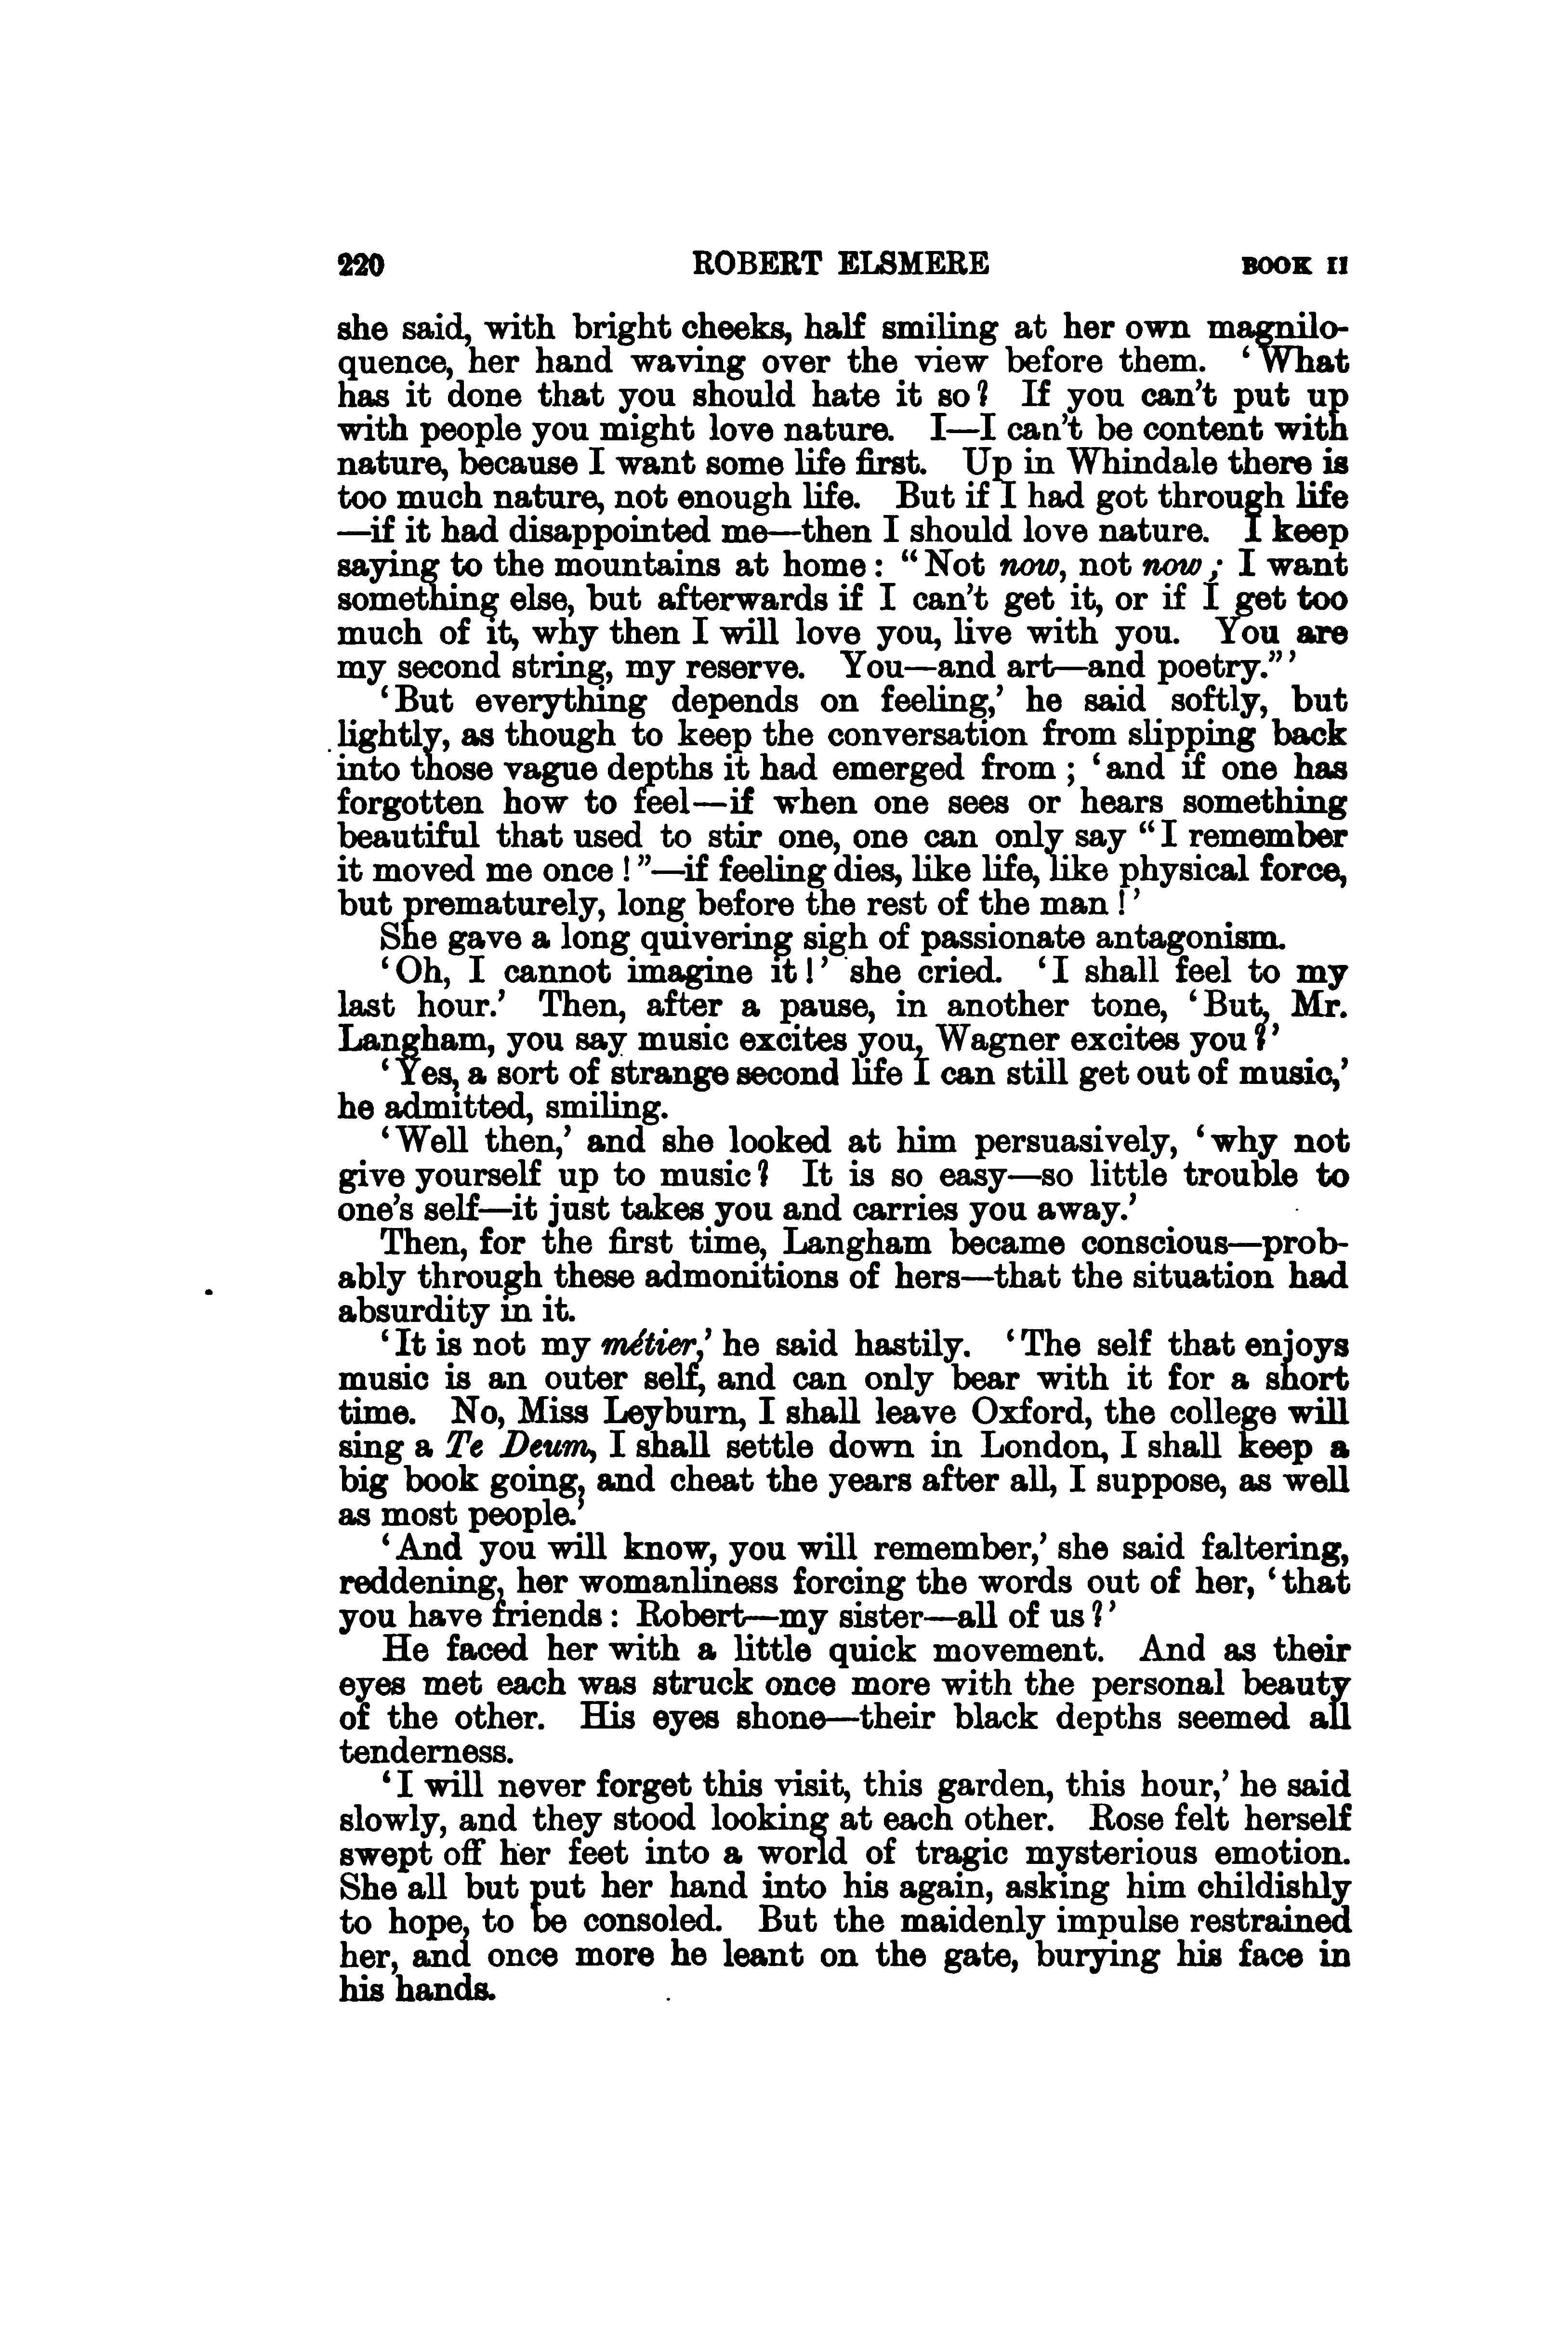 220 ROBERT ELSMERE BOOK II
she said, with bright cheeks, half smiling at her own magnilo-
quence, her hand waving over the view before them. ‘What
has it done that you should hate it so? If you can’t put up
with people you might love nature. I—I can’t be content with
nature, because I want some life first. Up in Whindale there is
too much nature, not enough life. But if I had got through life
—if it had disappointed me—then I should love nature. I keep
saying to the mountains at home: “Not now, not now; I want
something else, but afterwards if I can’t get it, or if I get too
much of it, why then I will love you, live with you. You are
my second string, my reserve. You—and art—and poetry.”’
‘But everything depends on feeling,’ he said softly, but
lightly, as though to keep the conversation from slipping back
into those vague depths it had emerged from; ‘and if one has
forgotten how to feel—if when one sees or hears something
beautiful that used to stir one, one can only say “I remember
it moved me once!”—if feeling dies, like life, like physical force,
but prematurely, long before the rest of the man!’
She gave a long quivering sigh of passionate antagonism.
‘Oh, I cannot imagine it!’ she cried. ‘I shall feel to my
last hour.’ Then, after a pause, in another tone, ‘But, Mr.
Langham, you say music excites you, Wagner excites you?’
‘Yes, a sort of strange second life I can still get out of music,’
he admitted, smiling.
‘Well then,’ and she looked at him persuasively, ‘why not
give yourself up to music? It is so easy—so little trouble to
one’s self—it just takes you and carries you away.’
Then, for the first time, Langham became conscious—prob-
ably through these admonitions of hers—that the situation had
absurdity in it.
‘It is not my métier,’ he said hastily. ‘The self that enjoys
music is an outer self, and can only bear with it for a short
time. No, Miss Leyburn, I shall leave Oxford, the college will
sing a Te Deum, I shall settle down in London, I shall keep a
big book going, and cheat the years after all, I suppose, as well
as most people.’
‘And you will know, you will remember,’ she said faltering,
reddening, her womanliness forcing the words out of her, ‘that
you have friends: Robert—my sister—all of us?’
He faced her with a little quick movement. And as their
eyes met each was struck once more with the personal beauty
of the other. His eyes shone—their black depths seemed all
tenderness.
‘I will never forget this visit, this garden, this hour,’ he said
slowly, and they stood looking at each other. Rose felt herself
swept off her feet into a world of tragic mysterious emotion.
She all but put her hand into his again, asking him childishly
to hope, to be consoled. But the maidenly impulse restrained
her, and once more he leant on the gate, burying his face in
his hands.